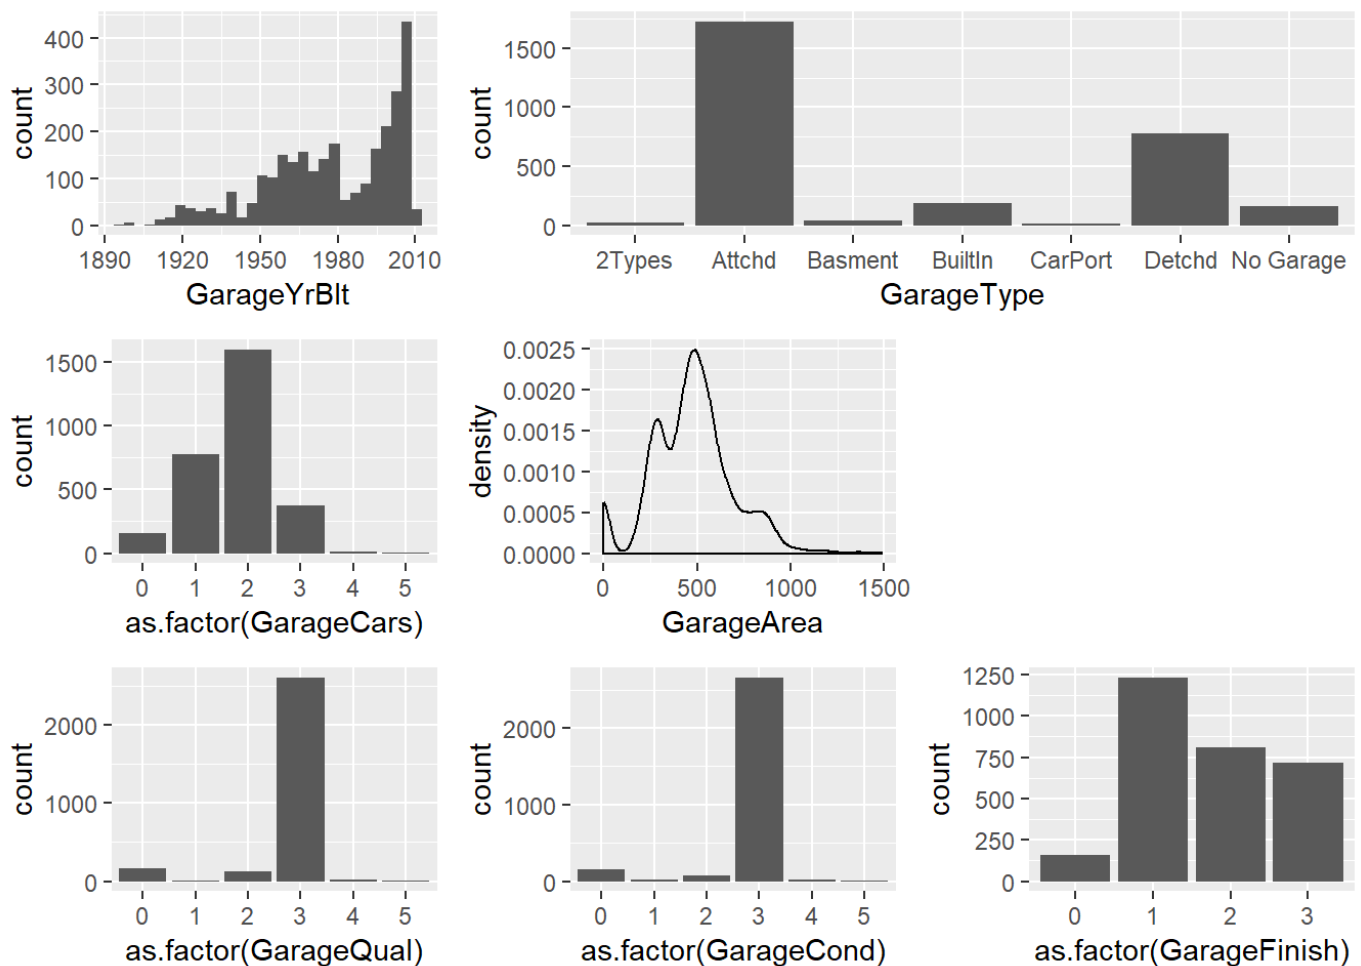 400
300
200
100
0
count
1890 1920 1950 1980 2010
GarageYrBlt
1500
1000
500
0
count
2Types Attchd Basment BuiltIn CarPort Detchd No Garage
GarageType
1500
1000
500
0
count
0 1 2 3 4 5
as.factor(GarageCars)
0.0025
0.0020
0.0015
0.0010
0.0005
0.0000
density
0 500 1000 1500
GarageArea
2000
1000
0
count
0 1 2 3 4 5
as.factor(GarageQual)
2000
1000
0
count
0 1 2 3 4 5
as.factor(GarageCond)
1250
1000
750
500
250
0
count
0 1 2 3
as.factor(GarageFinish)